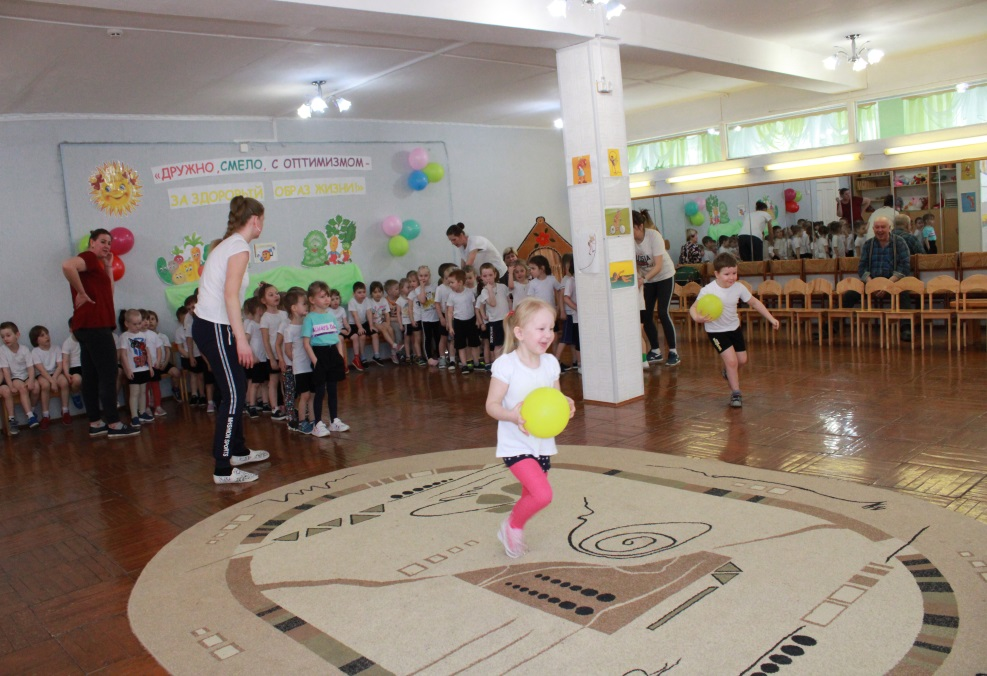 «ДРУЖНО, СМЕЛО, С ОПТИМИЗМОМ –
ЗА ЗДОРОВЫЙ ОБРАЗ ЖИЗНИ!»